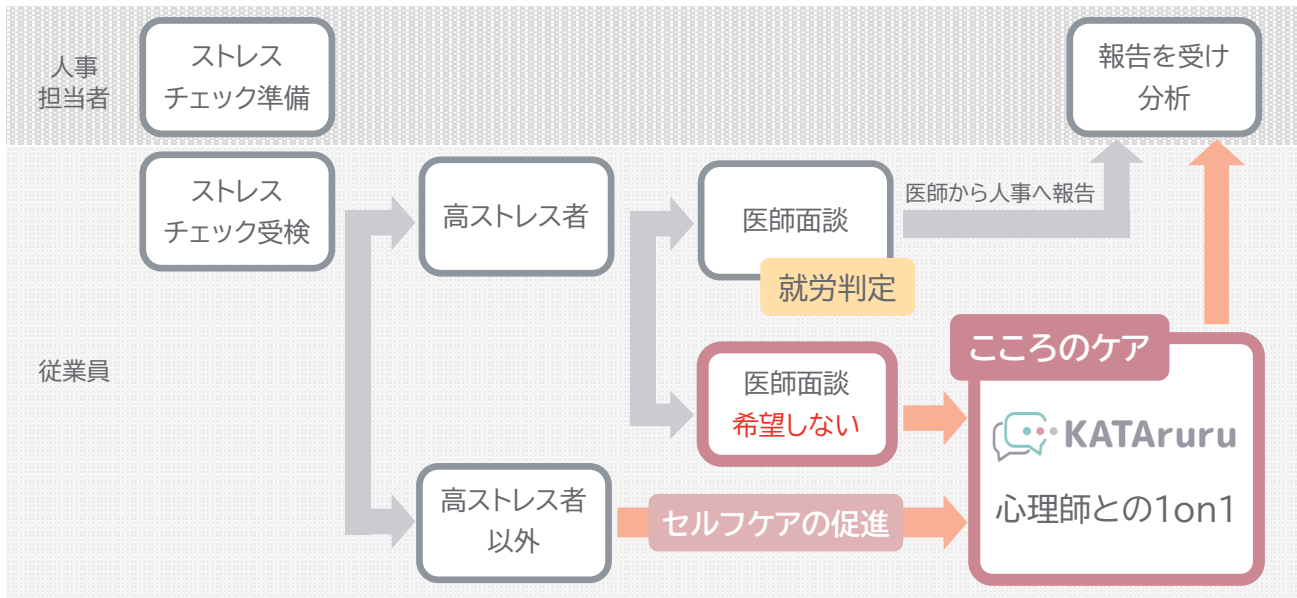 人事
担当者
ストレス
チェック準備
報告を受け
分析
ストレス
チェック受検
高ストレス者
医師面談
就労判定
医師から人事へ報告
従業員
医師面談
希望しない
こころのケア
KATAruru
心理師との1on1
高ストレス者
以外
セルフケアの促進